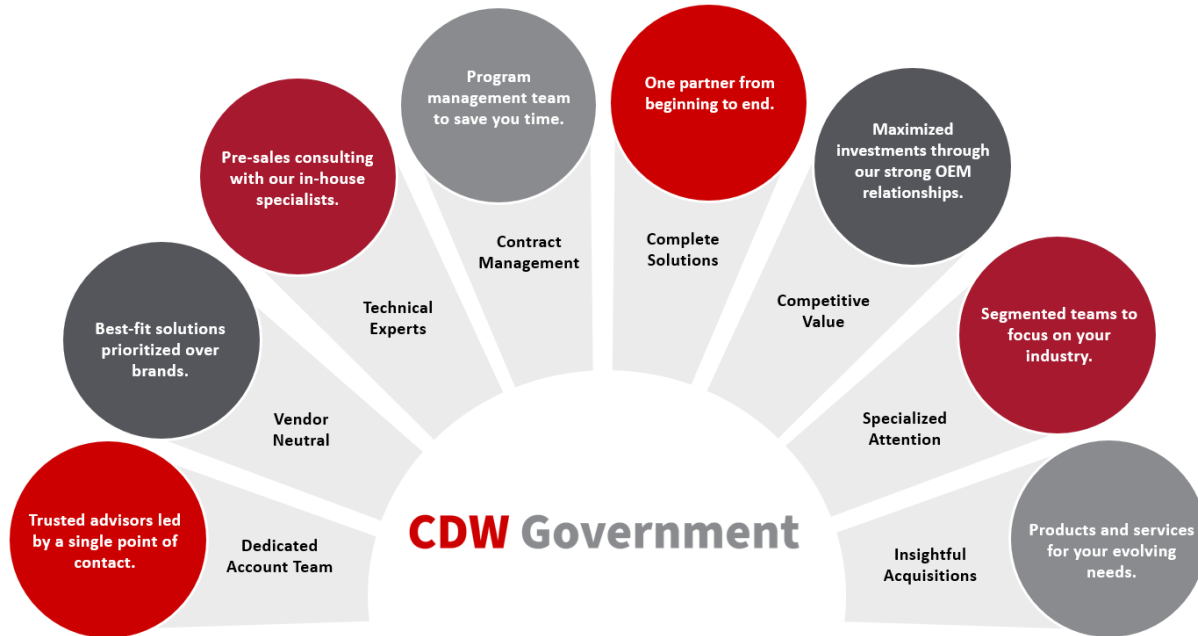 Program
management team
to save you time.
One partner from
beginning to end.
Maximized
investments through
our strong OEM
relationships.
Pre-sales consulting
with our in-house
specialists.
Contract
Management
Complete
Solutions
Technical
Experts
Competitive
Value
Best-fit solutions
prioritized over
brands.
Segmented teams to
focus on your
industry.
Vendor
Neutral
Specialized
Attention
Trusted advisors led
by a single point of
contact.
Dedicated
Account Team
CDW Government
Insightful
Acquisitions
Products and services
for your evolving
needs.